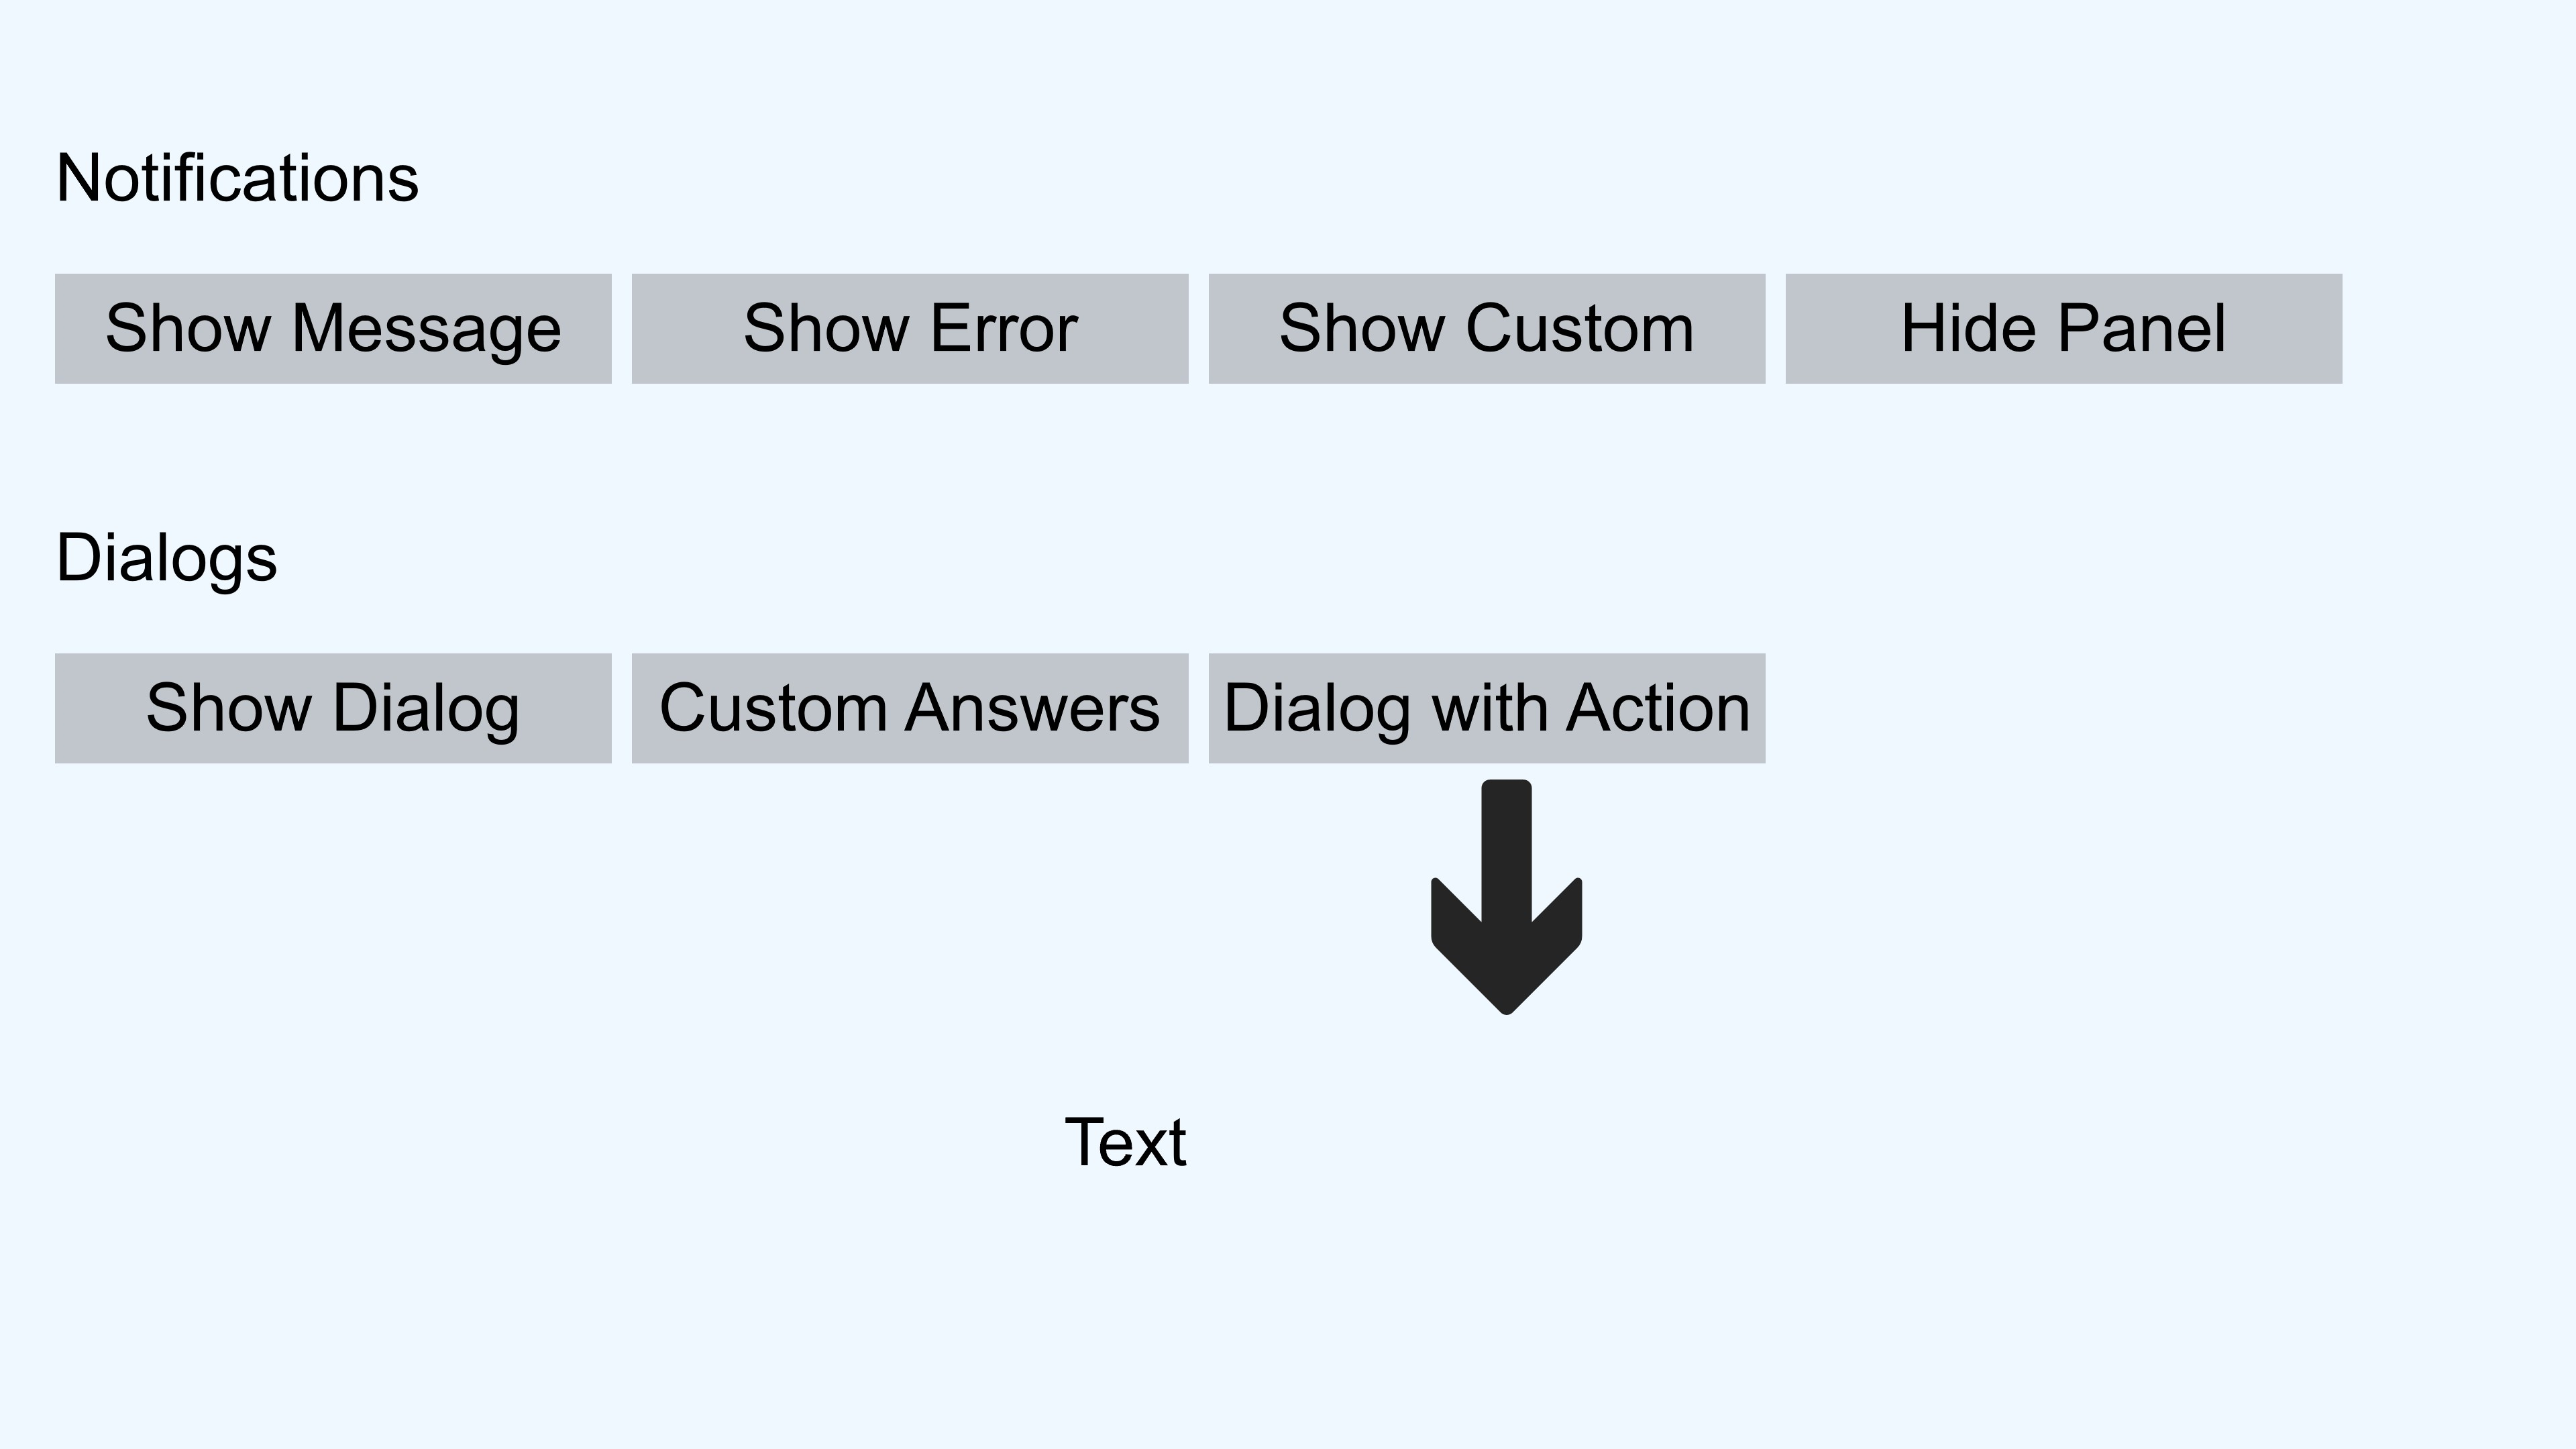 Notifications
Show Message
Show Error
Show Custom
Hide Panel
Dialogs
Show Dialog
Custom Answers
Dialog with Action
Text